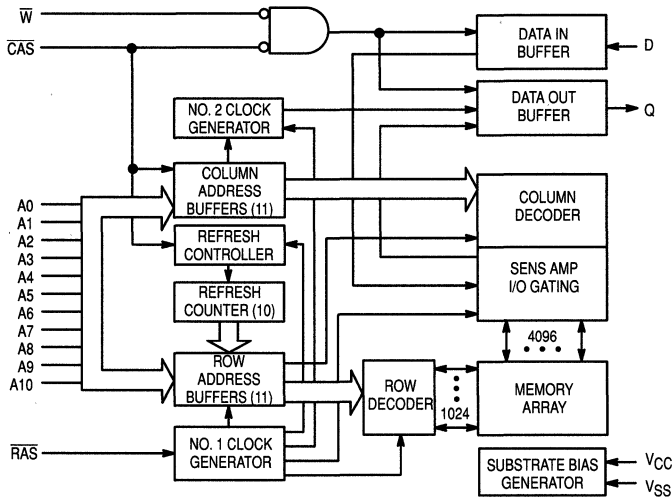 W
CAS
DATA IN
BUFFER
D
DATA OUT
BUFFER
Q
NO. 2 CLOCK
GENERATOR
COLUMN
ADDRESS
BUFFERS (11)
COLUMN
DECODER
A0
A1
A2
A3
A4
A5
A6
A7
A8
A9
A10
REFRESH
CONTROLLER
REFRESH
COUNTER (10)
SENS AMP
I/O GATING
4096
ROW
ADDRESS
BUFFERS (11)
ROW
DECODER
1024
MEMORY
ARRAY
RAS
NO. 1 CLOCK
GENERATOR
SUBSTRATE BIAS
GENERATOR
VCC
VSS